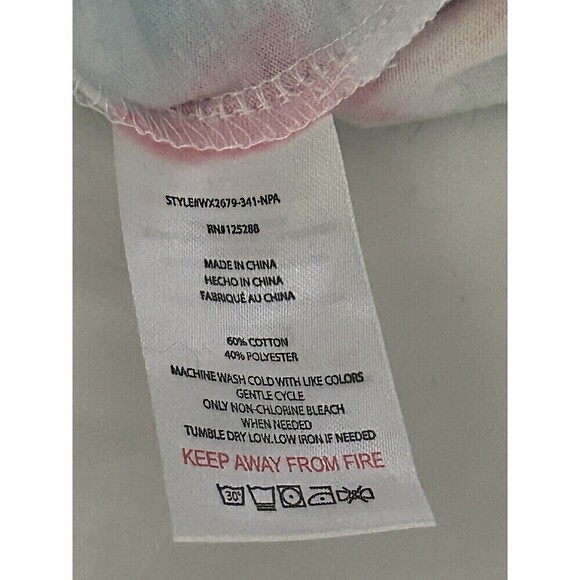 STYLE#WX2679-341-NPA
RN#125288
MADE IN CHINA
HECHO IN CHINA
FABRIQUÉ AU CHINA
60% COTTON
40% POLYESTER
MACHINE WASH COLD WITH LIKE COLORS
GENTLE CYCLE
ONLY NON-CHLORINE BLEACH
WHEN NEEDED
TUMBLE DRY LOW. LOW IRON IF NEEDED
KEEP AWAY FROM FIRE
30°